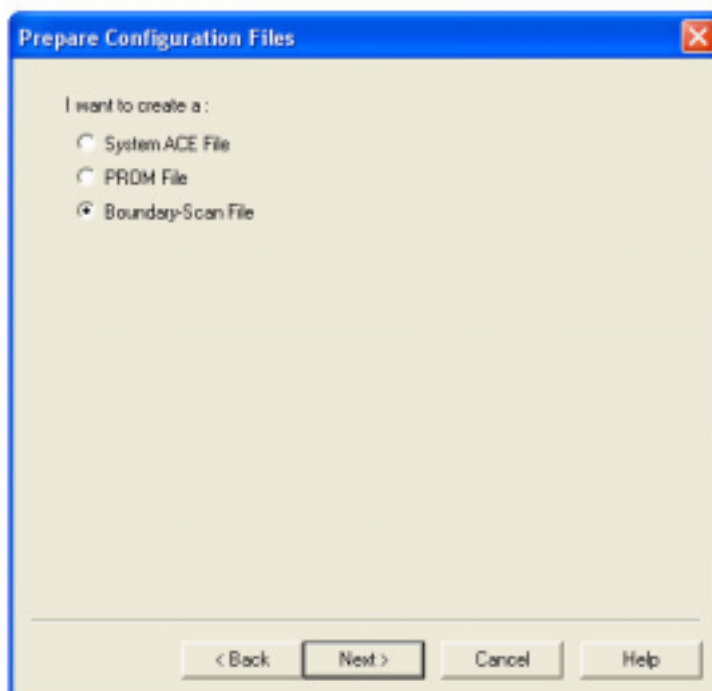 Prepare Configuration Files
I want to create a :
System ACE File
PROM File
Boundary-Scan File
< Back Next > Cancel Help